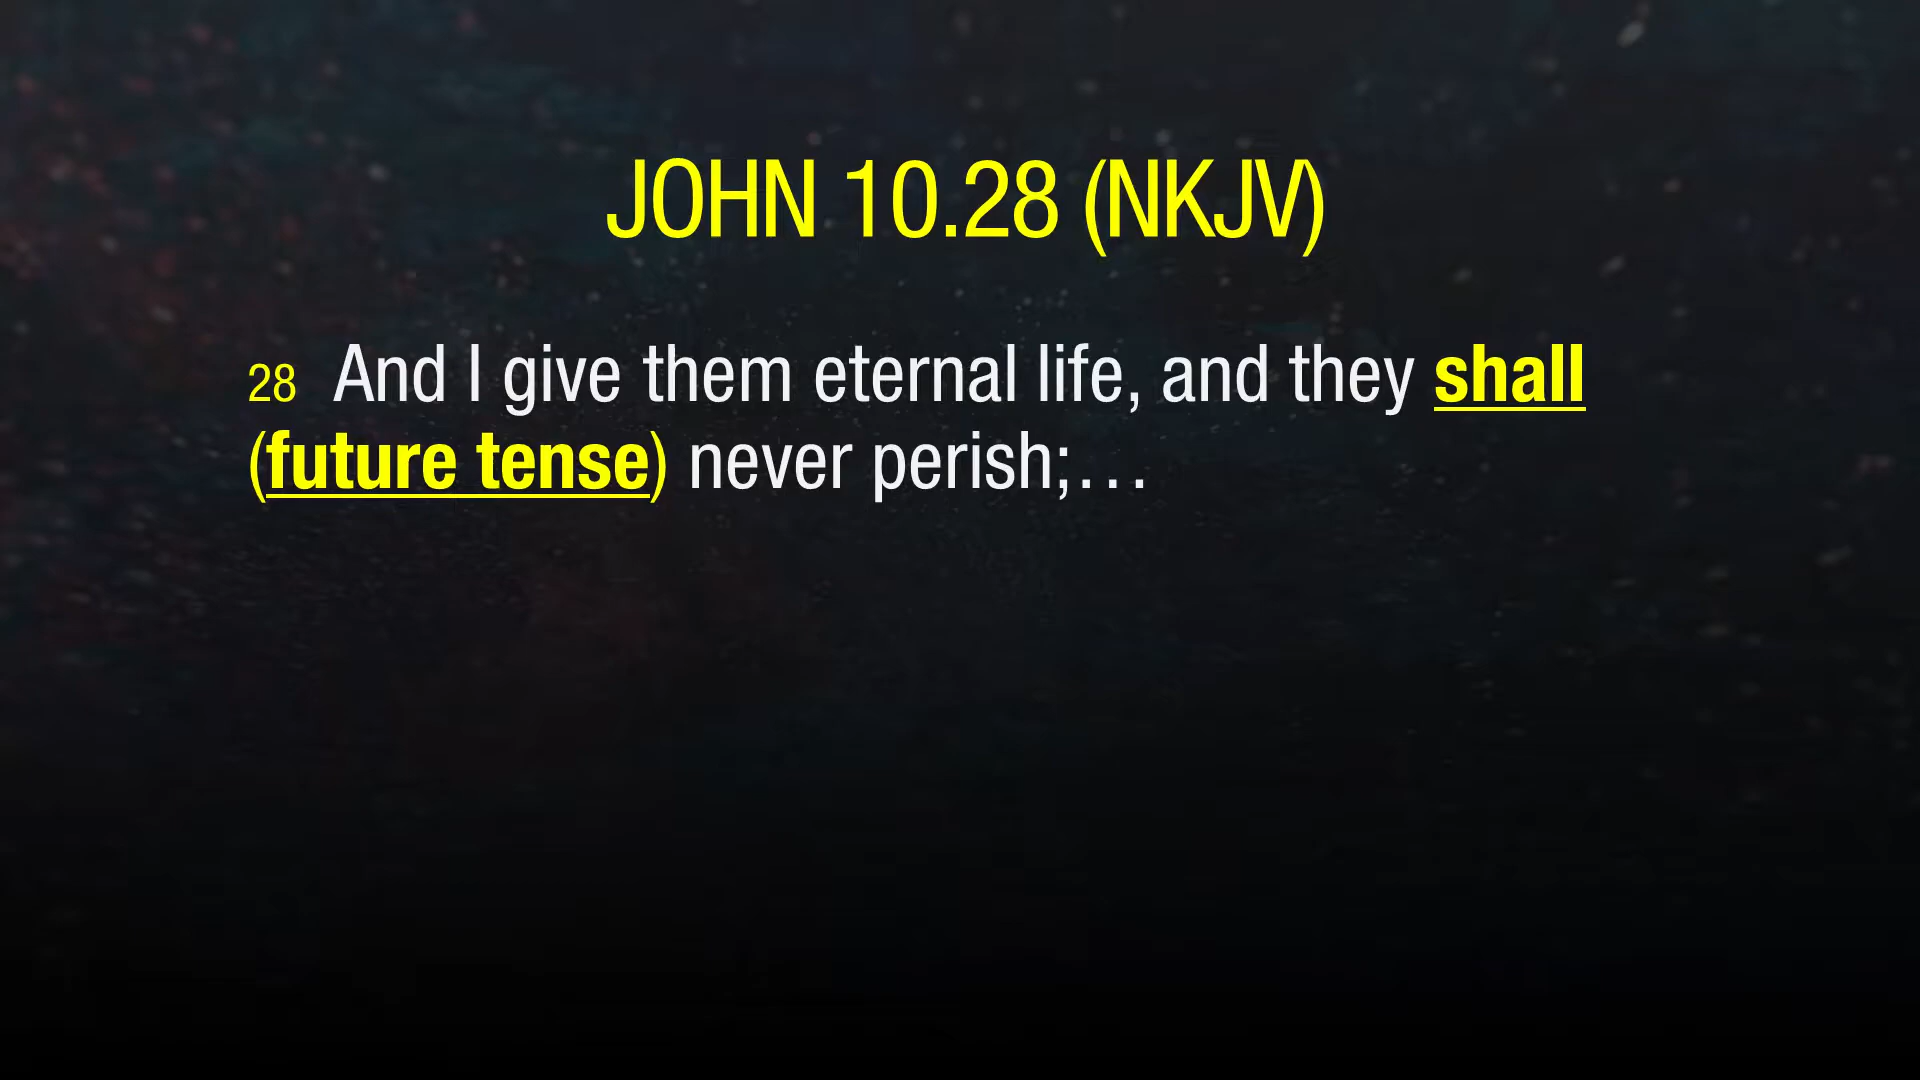 JOHN 10.28 (NKJV)
28 And I give them eternal life, and they shall
(future tense) never perish;…